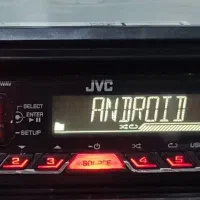 JVC
SELECT
ENTER
ANDROID
SETUP
2 3 SOURCE 4 5